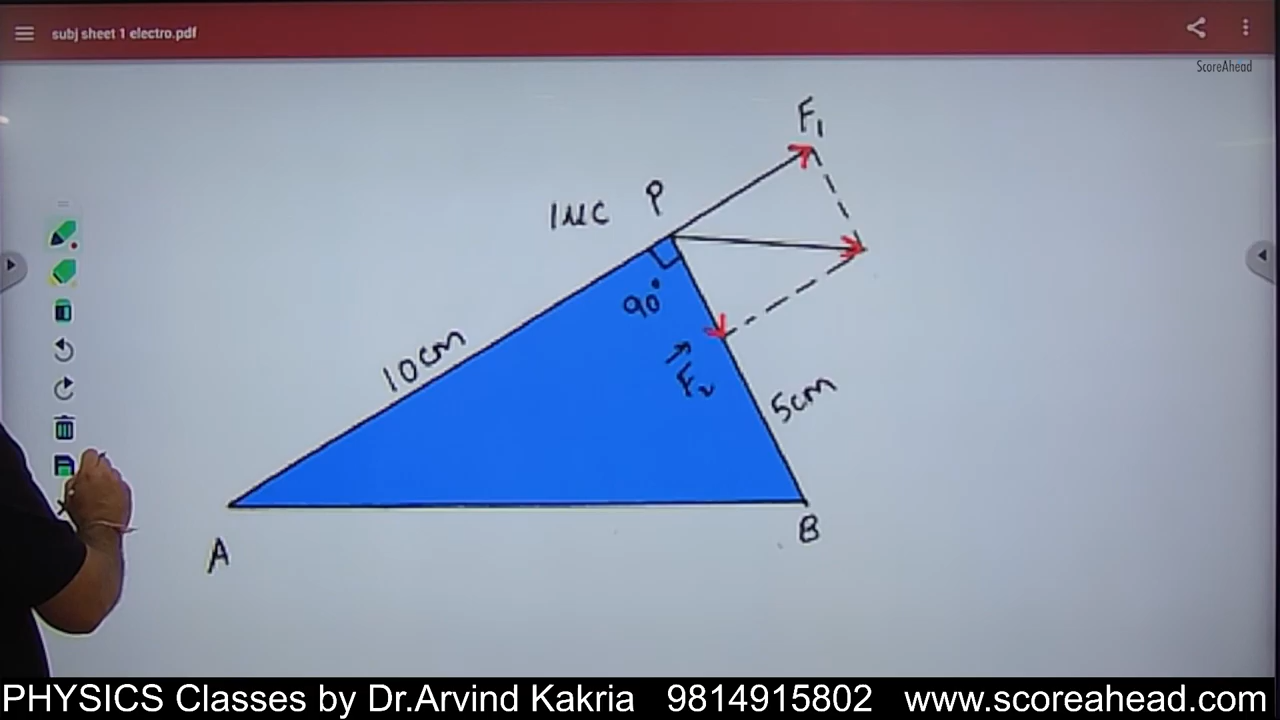 subj sheet 1 electro.pdf
ScoreAhead
F₁
1μC P
90°
10cm
F₂
5cm
A
B
PHYSICS Classes by Dr.Arvind Kakria 9814915802 www.scoreahead.com